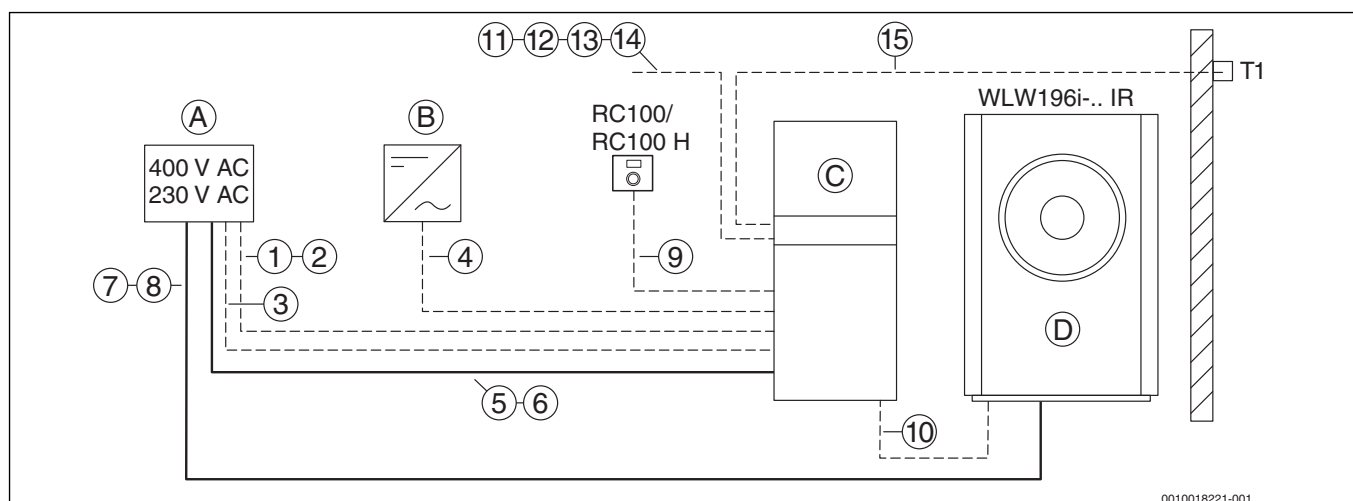 11 12 13 14
15
T1
A
B
RC100/
RC100 H
WLW196i-.. IR
400 V AC
230 V AC
C
1 2
4
9
7 8
3
D
5 6
10
0010018221-001